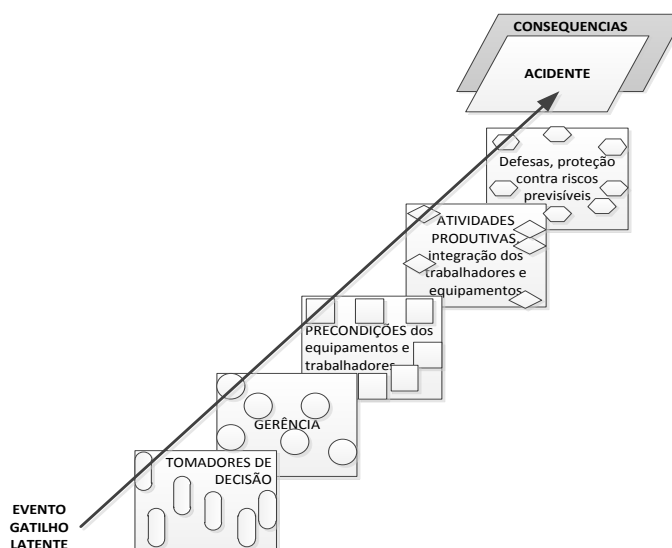 CONSEQUENCIAS
ACIDENTE
Defesas, proteção
contra riscos
previsíveis
ATIVIDADES
PRODUTIVAS,
integração dos
trabalhadores e
equipamentos
PRECONDIÇÕES dos
equipamentos e
trabalhadores
GERÊNCIA
TOMADORES DE
DECISÃO
EVENTO
GATILHO
LATENTE